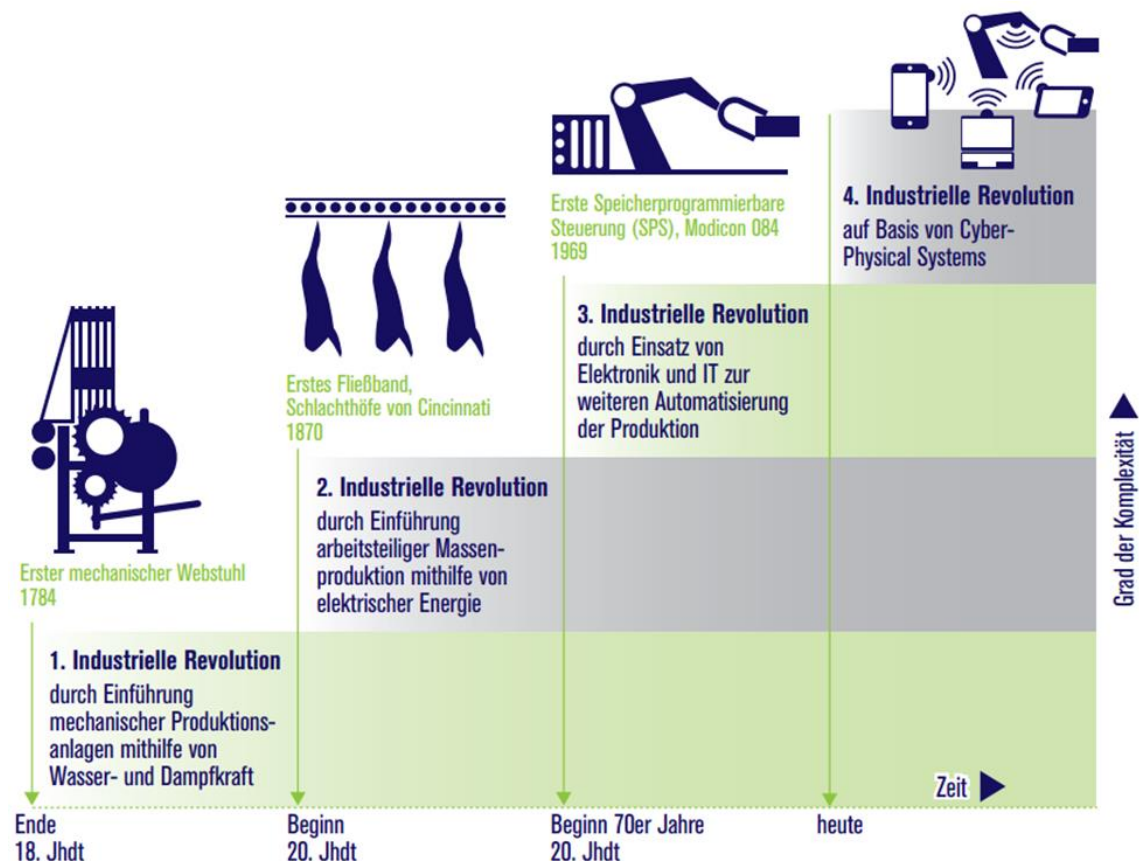 Erster mechanischer Webstuhl
1784
1. Industrielle Revolution
durch Einführung
mechanischer Produktions-
anlagen mithilfe von
Wasser- und Dampfkraft
Ende
18. Jhdt
Erstes Fließband,
Schlachthöfe von Cincinnati
1870
2. Industrielle Revolution
durch Einführung
arbeitsteiliger Massen-
produktion mithilfe von
elektrischer Energie
Beginn
20. Jhdt
Erste Speicherprogrammierbare
Steuerung (SPS), Modicon 084
1969
3. Industrielle Revolution
durch Einsatz von
Elektronik und IT zur
weiteren Automatisierung
der Produktion
Beginn 70er Jahre
20. Jhdt
4. Industrielle Revolution
auf Basis von Cyber-
Physical Systems
heute
Zeit
Grad der Komplexität